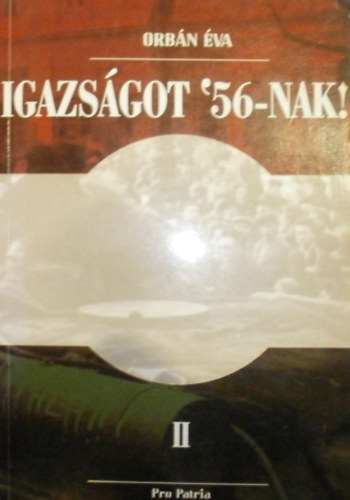 ORBÁN ÉVA
IGAZSÁGOT '56-NAK!
II
Pro Patria